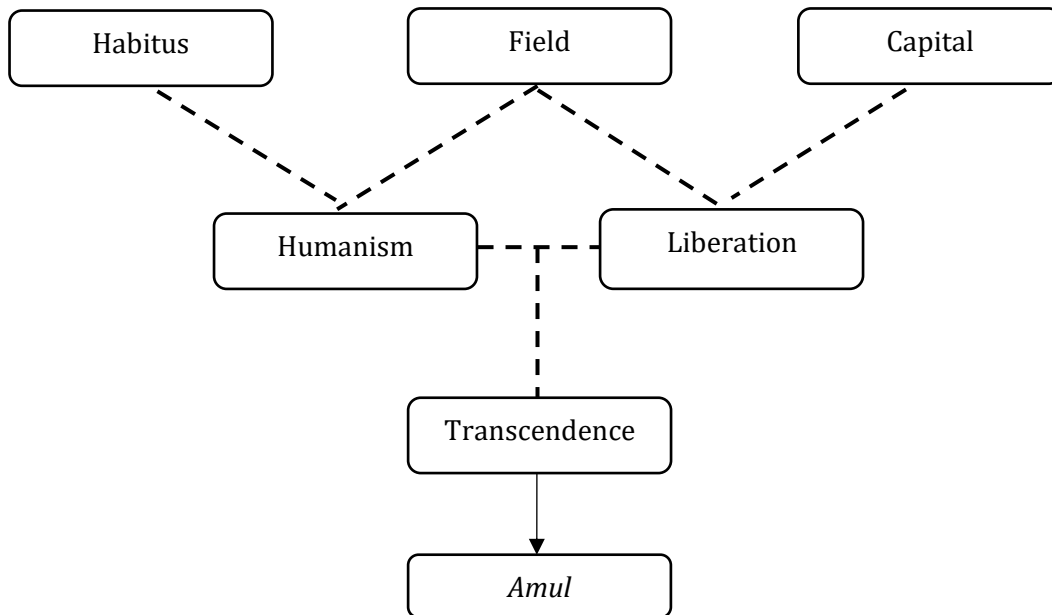 Habitus
Field
Capital
Humanism
Liberation
Transcendence
Amul